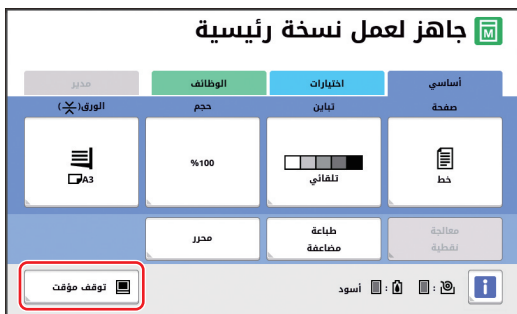 جاهز لعمل نسخة رئيسية
أساسي
اختيارات
الوظائف
مدير
صفحة
تباين
حجم
الورق(✕)
خط
تلقائي
%100
A3
معالجة
نقطية
طباعة
مضاعفة
محرر
أسود
توقف مؤقت